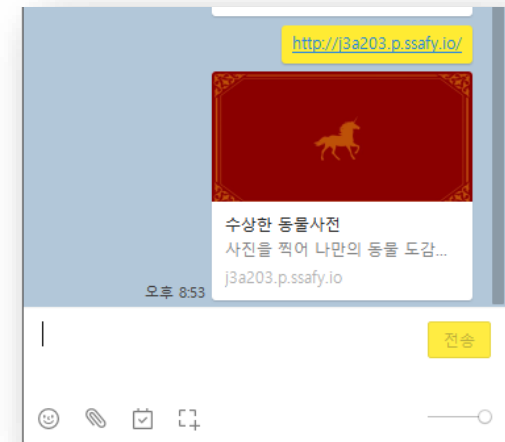 http://j3a203.p.ssafy.io/
수상한 동물사전
사진을 찍어 나만의 동물 도감...
j3a203.p.ssafy.io
오후 8:53
전송